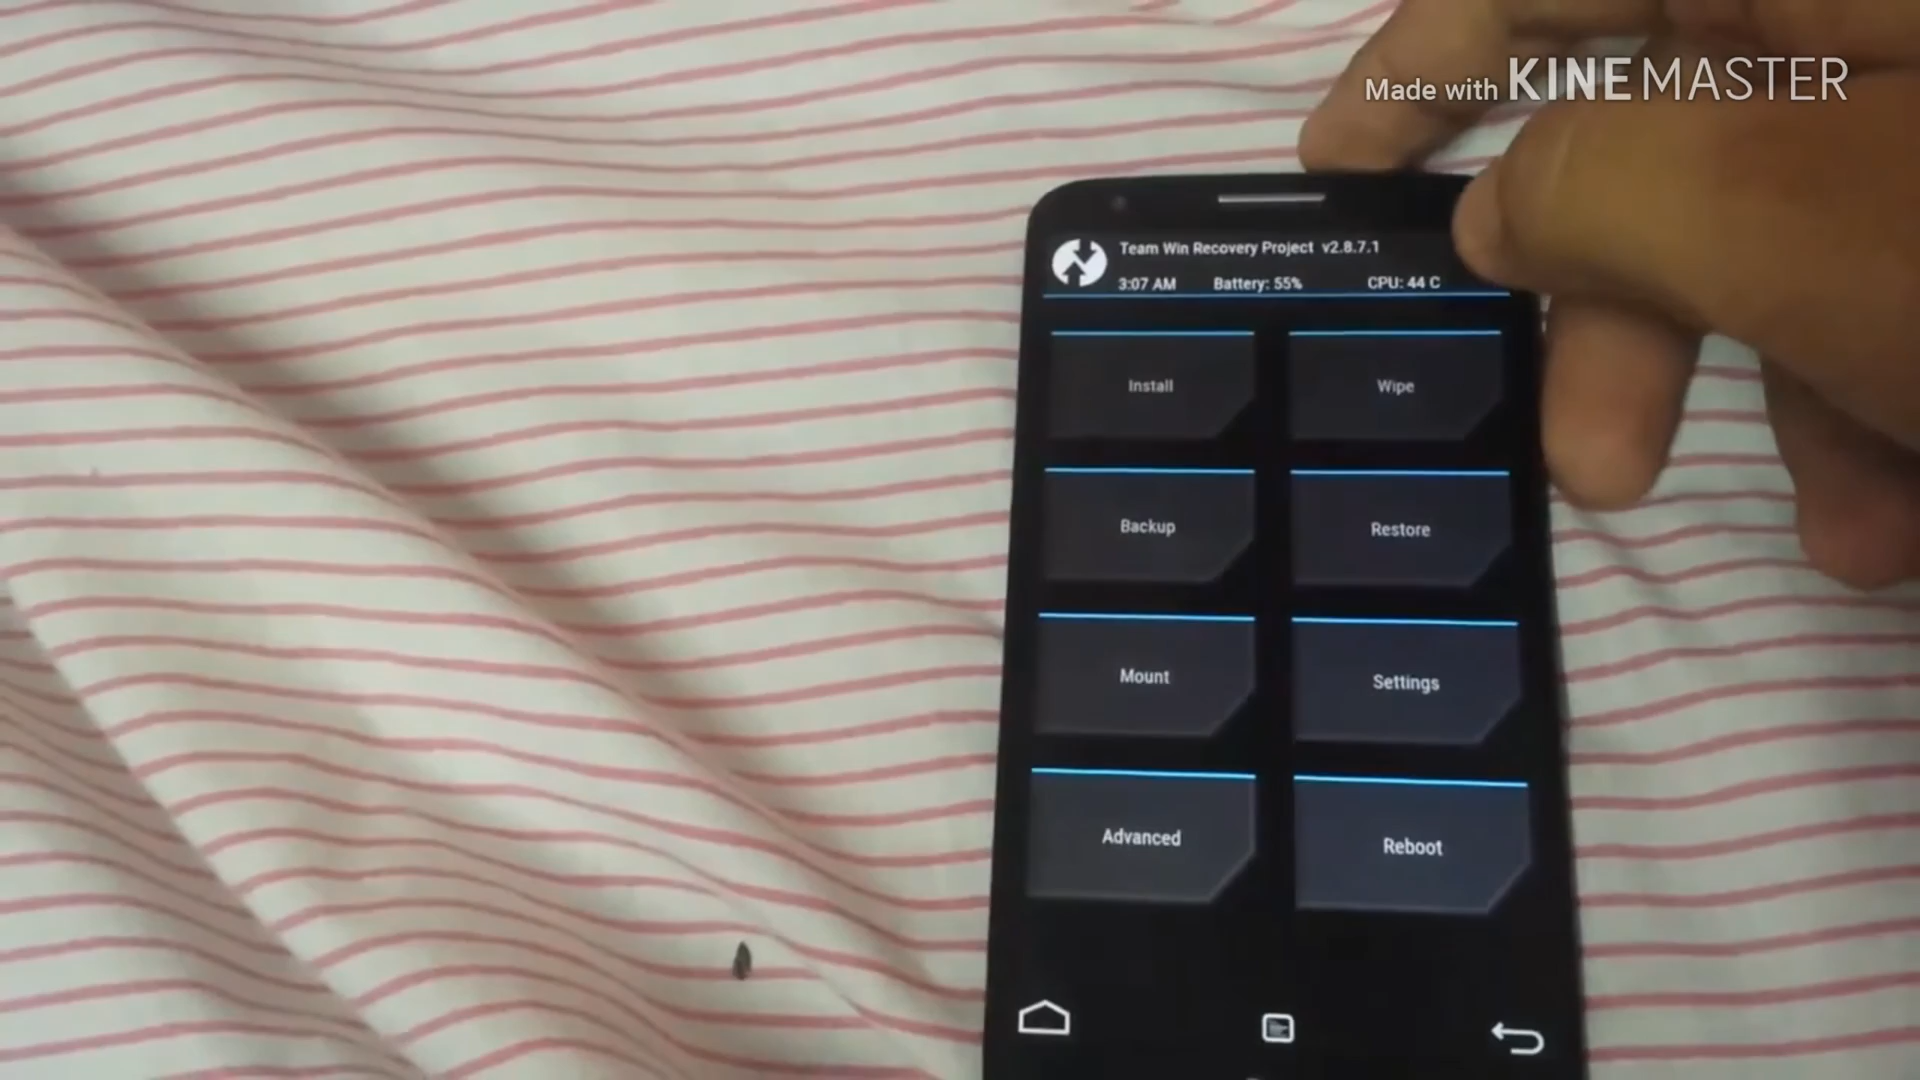 Made with KINEMASTER
Team Win Recovery Project v2.8.7.1
3:07 AM Battery: 55% CPU: 44 C
Install Wipe
Backup Restore
Mount Settings
Advanced Reboot